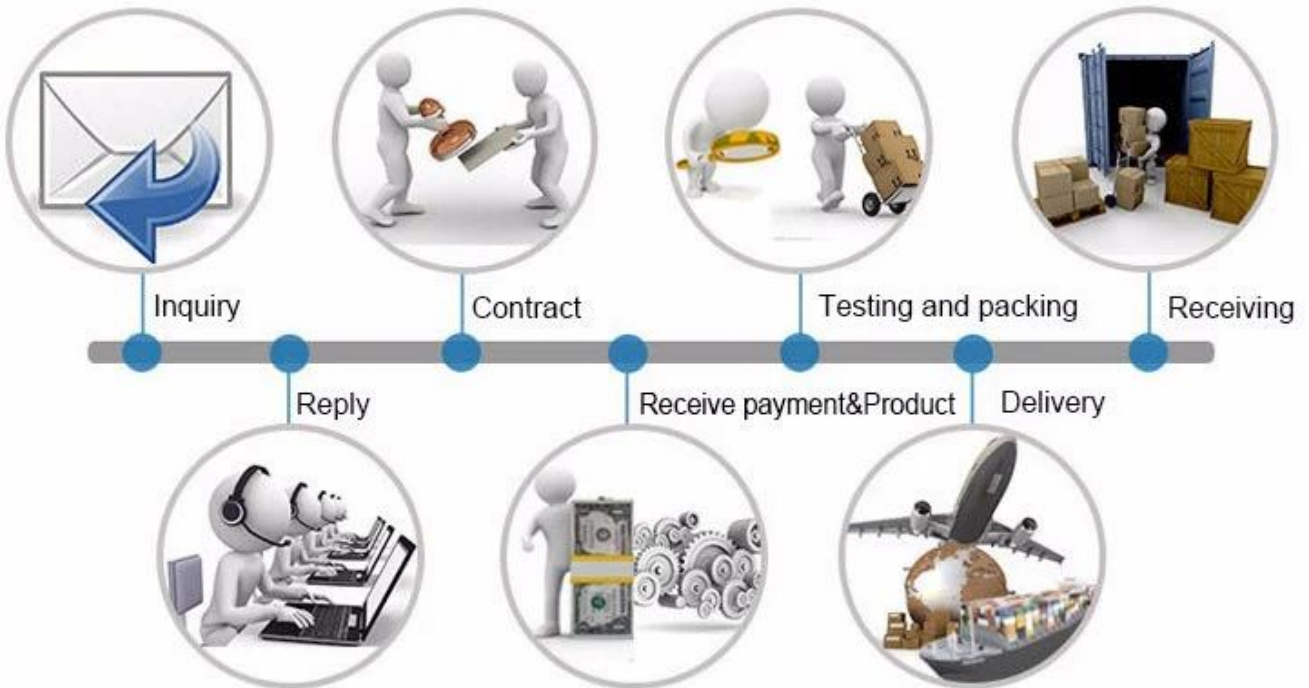 Inquiry
Contract
Testing and packing
Receiving
Reply
Receive payment&Product
Delivery